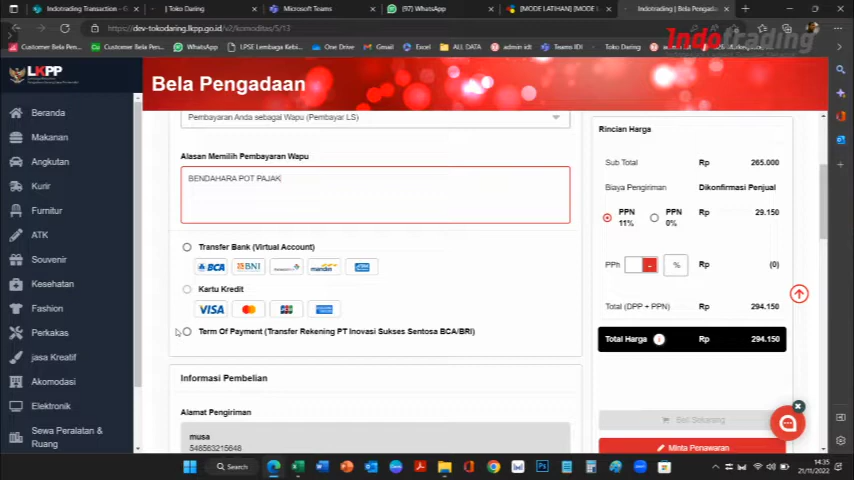 Indotrading Transaction - G
Toko Daring
Microsoft Teams
(97) WhatsApp
[MODE LATIHAN] [MODE
Indotrading | Bela Pengada
https://dev-tokodaring.lkpp.go.id/v2/komoditas/5/13
Indotrading
Customer Bela Pen
Customer Bela Pen
WhatsApp
LPSE Lembaga Kebi
One Drive
Gmail
Excel
ALL DATA
admin idt
Teams IDI
Toko Daring
LKPP
Bela Pengadaan
Beranda
Makanan
Angkutan
Kurir
Furnitur
ATK
Souvenir
Kesehatan
Fashion
Perkakas
jasa Kreatif
Akomodasi
Elektronik
Sewa Peralatan &
Ruang
Pembayaran Anda sebagai Wapu (Pembayar LS)
Alasan Memilih Pembayaran Wapu
BENDAHARA POT PAJAK
Transfer Bank (Virtual Account)
BCA
BNI
mandiri
Kartu Kredit
VISA
JCB
Term Of Payment (Transfer Rekening PT Inovasi Sukses Sentosa BCA/BRI)
Informasi Pembelian
Alamat Pengiriman
musa
548563215648
Rincian Harga
Sub Total Rp 265.000
Biaya Pengiriman Dikonfirmasi Penjual
PPN 11% PPN 0% Rp 29.150
PPh - % Rp (0)
Total (DPP + PPN) Rp 294.150
Total Harga Rp 294.150
Beli Sekarang
Minta Penawaran
Search
14:35
21/11/2022